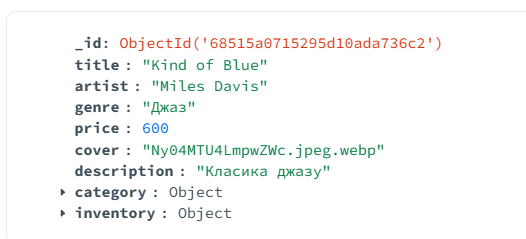 _id: ObjectId('68515a0715295d10ada736c2')
title : "Kind of Blue"
artist : "Miles Davis"
genre : "Джаз"
price : 600
cover : "Ny04MTU4LmpwZWc.jpeg.webp"
description : "Класика джазу"
category : Object
inventory : Object